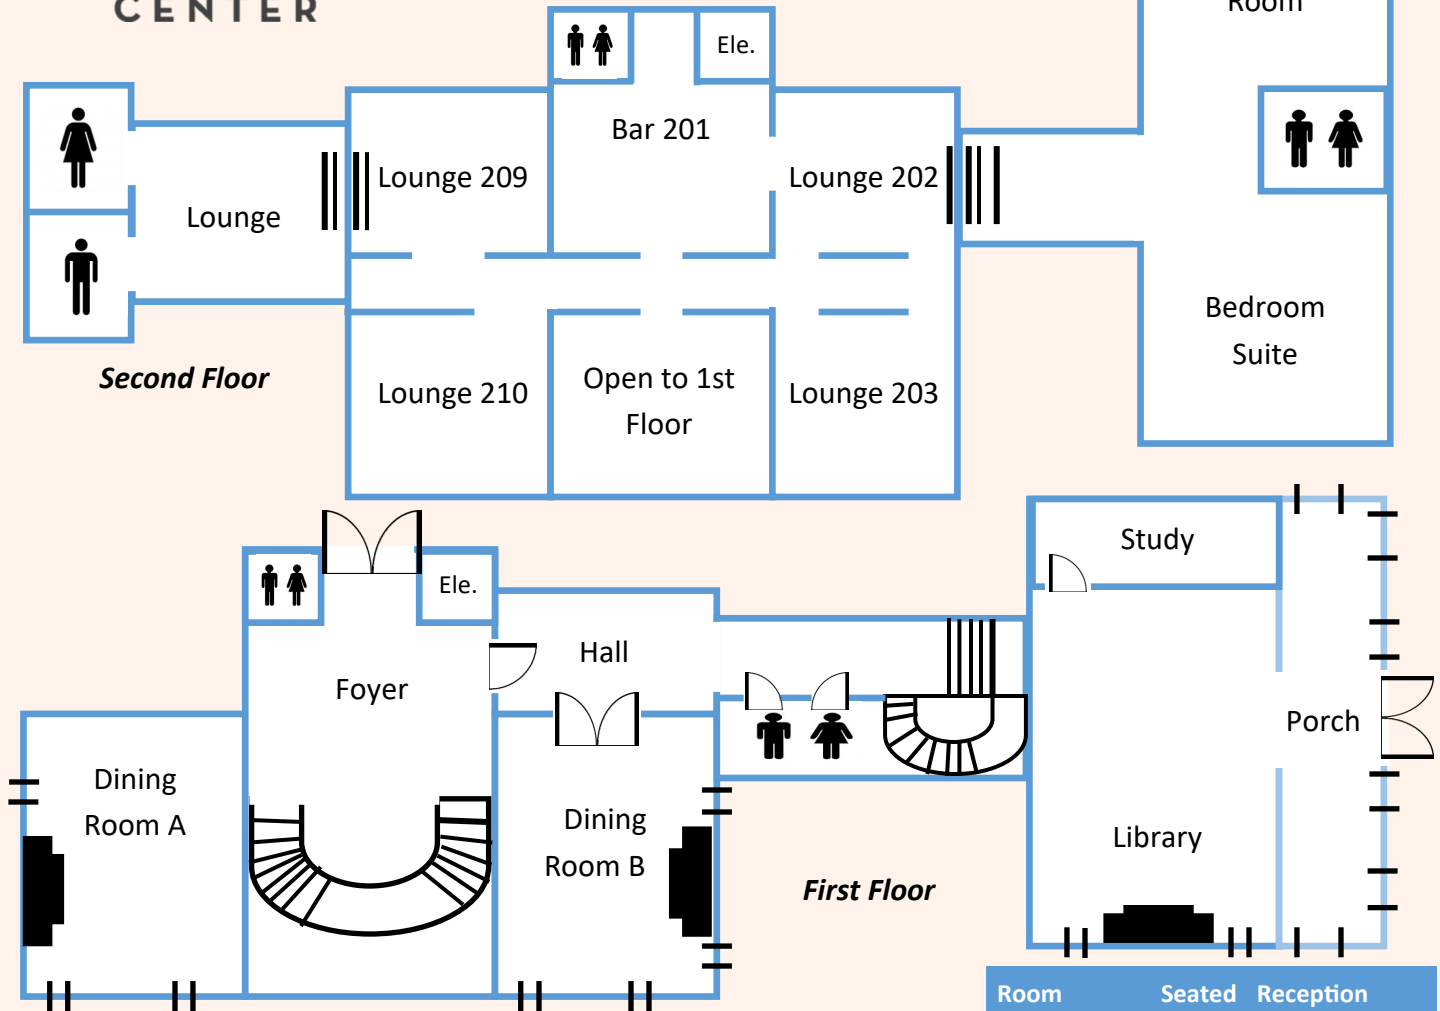 CENTER
Room
Ele.
Bar 201
Lounge 209
Lounge 202
Lounge
Bedroom
Suite
Second Floor
Lounge 210
Open to 1st
Floor
Lounge 203
Study
Ele.
Hall
Foyer
Porch
Dining
Room A
Dining
Room B
Library
First Floor
Room Seated Reception